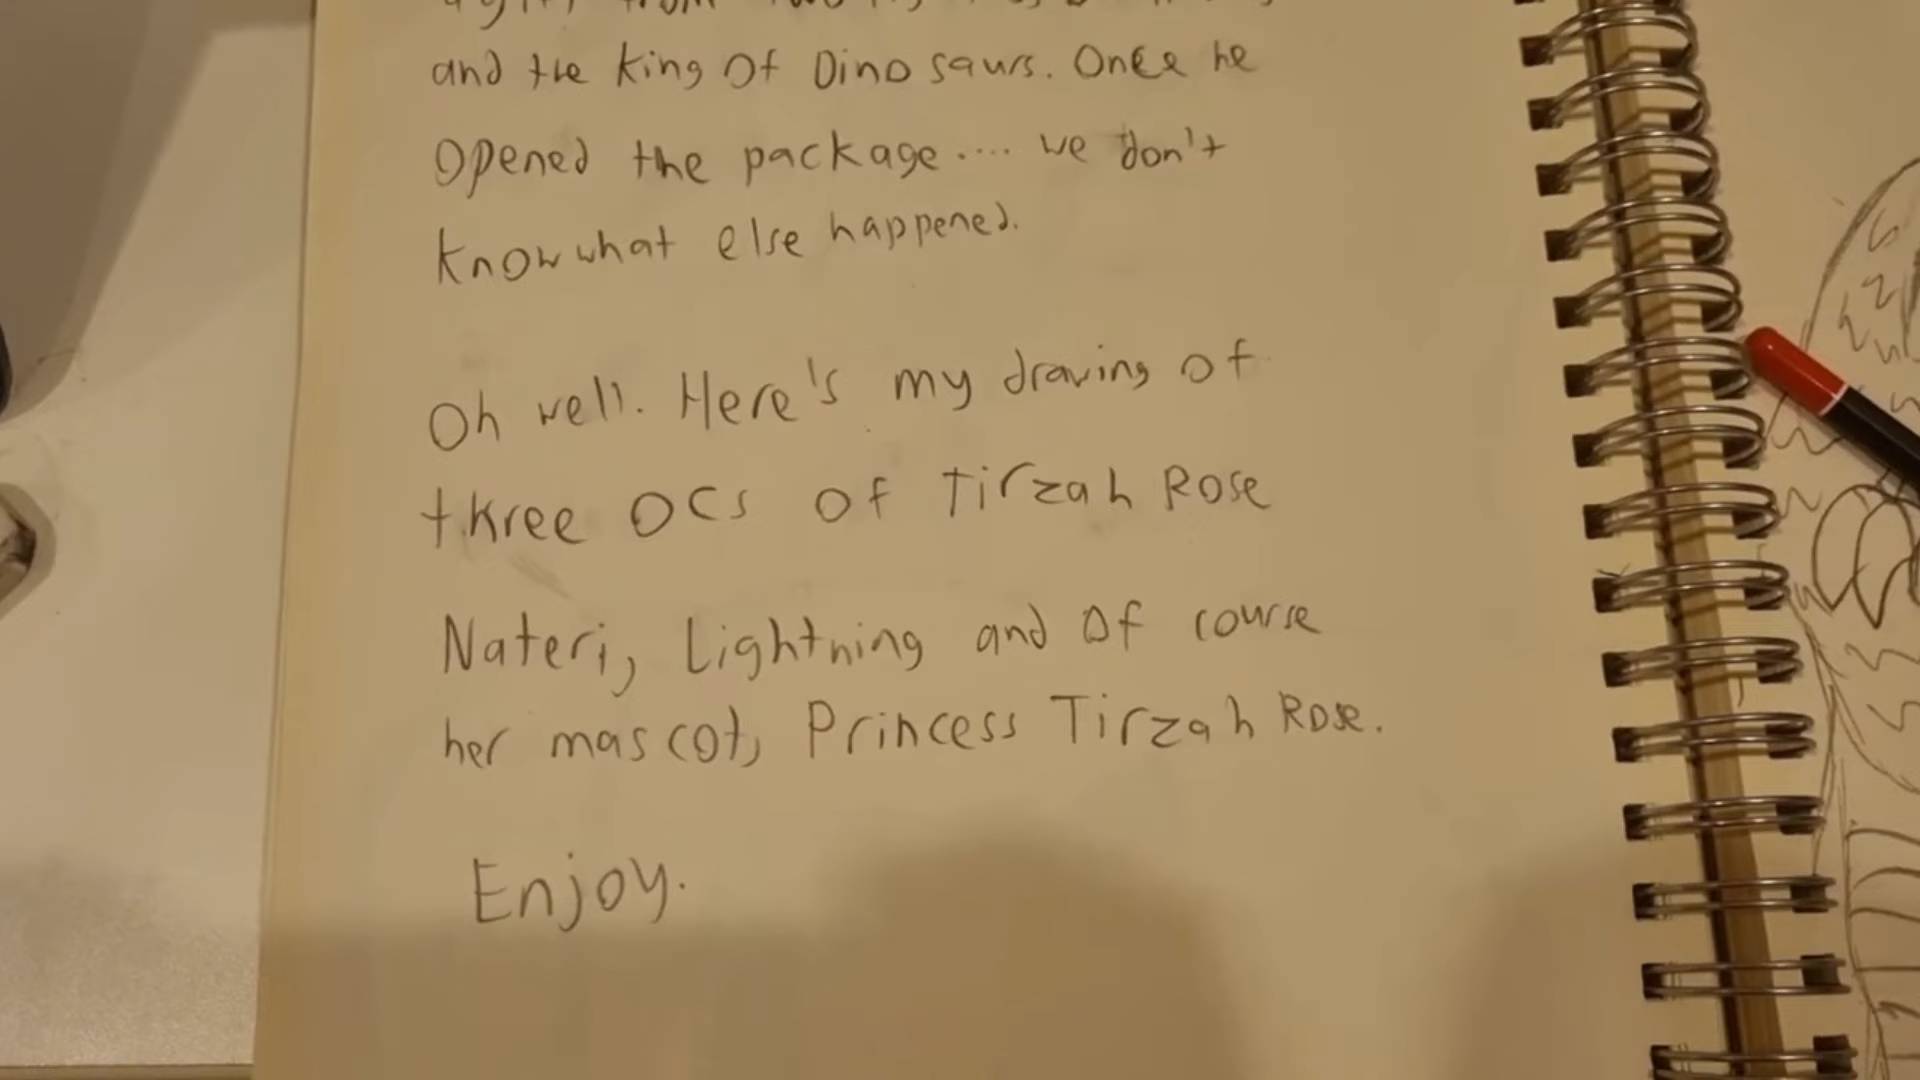 from
and the king of Dinosaurs. Once he
opened the package.... we don't
know what else happened.
Oh well. Here's my drawing of
three OCs of Tirzah Rose
Nateri, Lightning and of course
her mascot, Princess Tirzah Rose.
Enjoy.